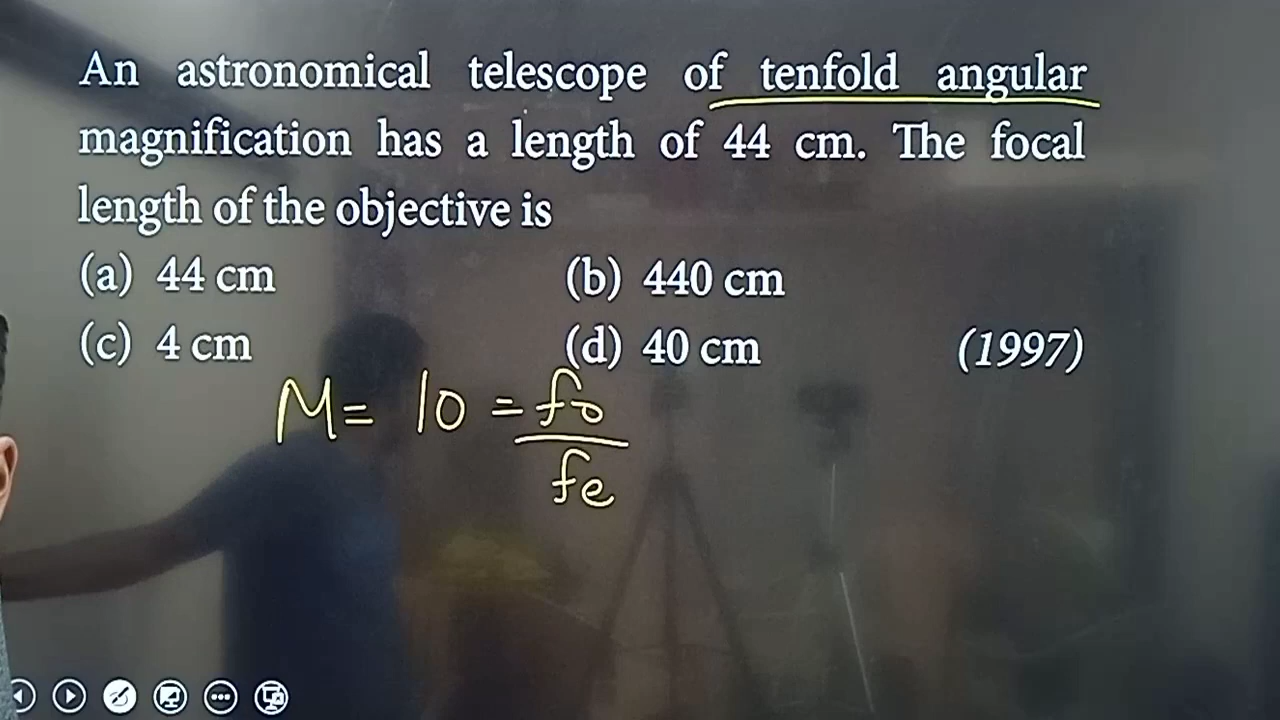 An astronomical telescope of tenfold angular
magnification has a length of 44 cm. The focal
length of the objective is
(a) 44 cm (b) 440 cm
(c) 4 cm (d) 40 cm (1997)
M = 10 = fo
fe